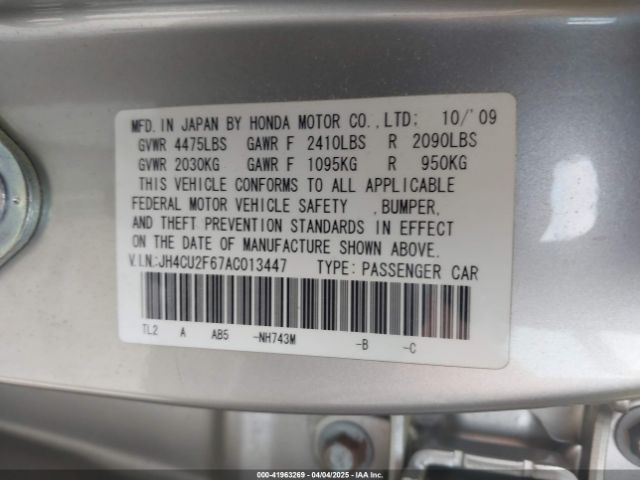 MFD. IN JAPAN BY HONDA MOTOR CO.,LTD: 10/'09
GVWR 4475LBS GAWR F 2410LBS R 2090LBS
GVWR 2030KG GAWR F 1095KG R 950KG
THIS VEHICLE CONFORMS TO ALL APPLICABLE
FEDERAL MOTOR VEHICLE SAFETY ,BUMPER,
AND THEFT PREVENTION STANDARDS IN EFFECT
ON THE DATE OF MANUFACTURE SHOWN ABOVE.
V.I.N.:JH4CU2F67AC013447 TYPE: PASSENGER CAR
TL2 A AB5 -NH743M -B -C
000-41963269 - 04/04/2025 - IAA Inc.